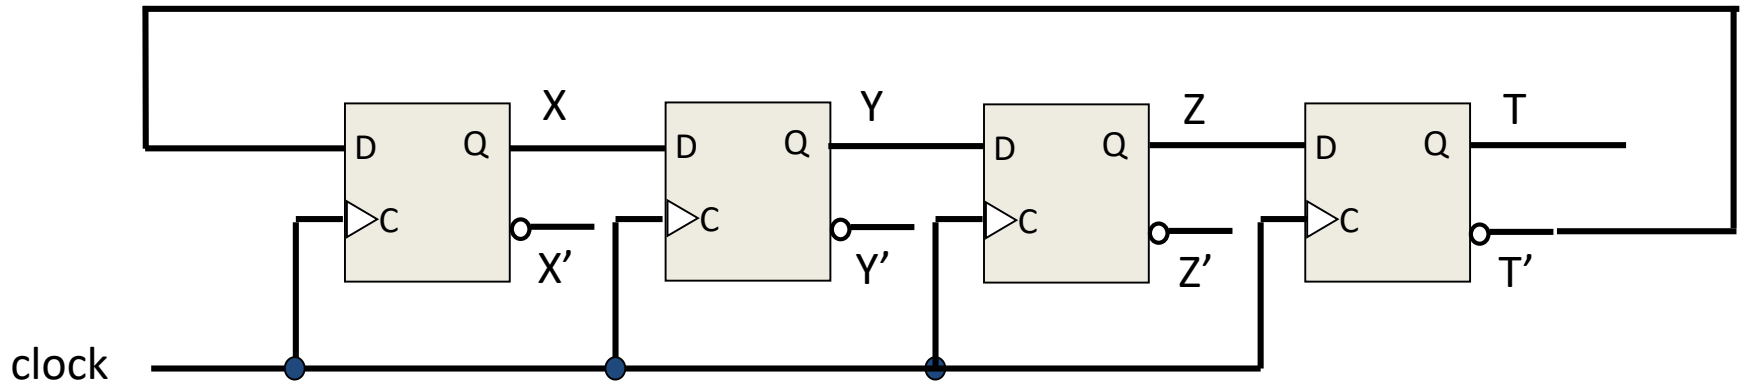 X Y Z T
D Q D Q D Q D Q
C C C C
X’ Y’ Z’ T’
clock